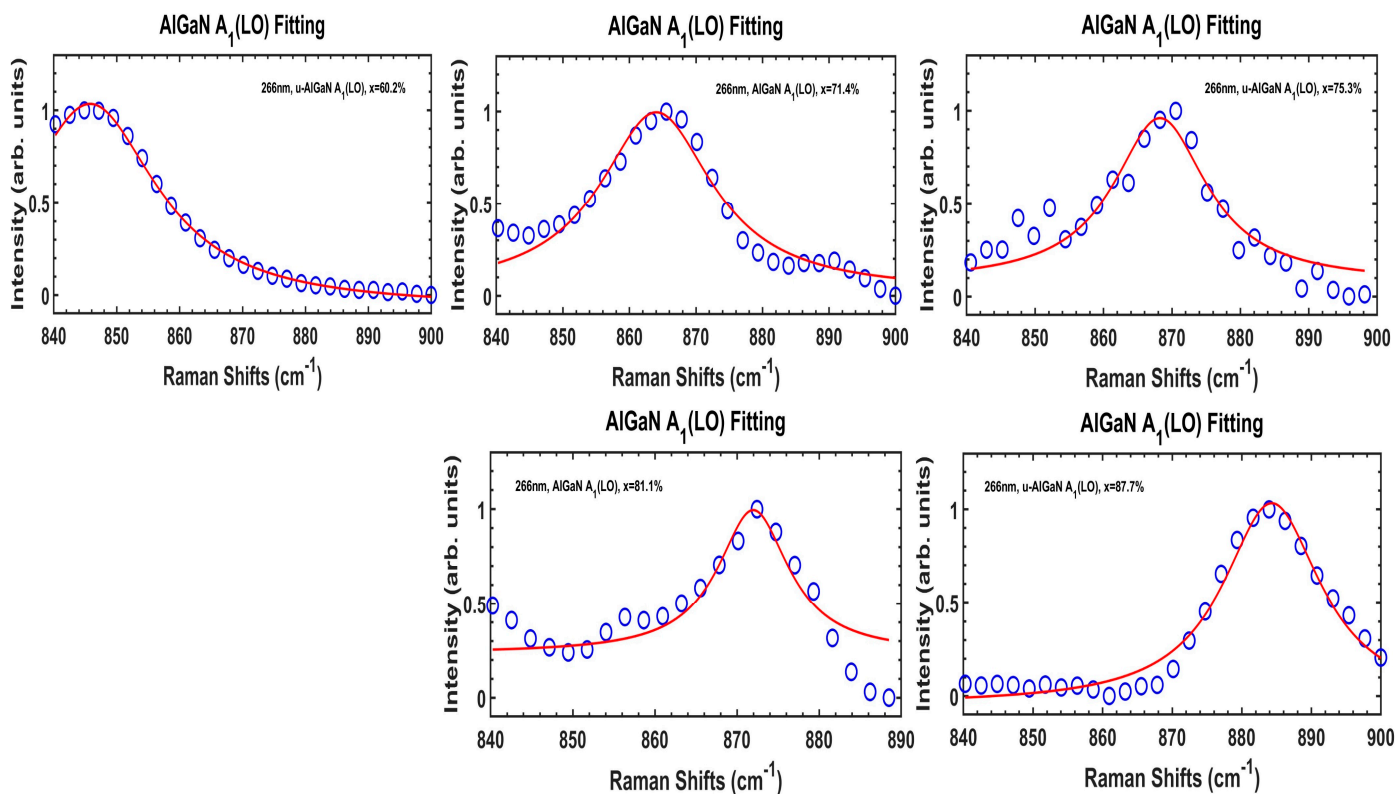 AlGaN A₁(LO) Fitting
266nm, u-AlGaN A₁(LO), x=60.2%
Intensity (arb. units)
1
0.5
0
840 850 860 870 880 890 900
Raman Shifts (cm⁻¹)
AlGaN A₁(LO) Fitting
266nm, AlGaN A₁(LO), x=71.4%
Intensity (arb. units)
1
0.5
0
840 850 860 870 880 890 900
Raman Shifts (cm⁻¹)
AlGaN A₁(LO) Fitting
266nm, u-AlGaN A₁(LO), x=75.3%
Intensity (arb. units)
1
0.5
0
840 850 860 870 880 890 900
Raman Shifts (cm⁻¹)
AlGaN A₁(LO) Fitting
266nm, AlGaN A₁(LO), x=81.1%
Intensity (arb. units)
1
0.5
0
840 850 860 870 880 890
Raman Shifts (cm⁻¹)
AlGaN A₁(LO) Fitting
266nm, u-AlGaN A₁(LO), x=87.7%
Intensity (arb. units)
1
0.5
0
840 850 860 870 880 890 900
Raman Shifts (cm⁻¹)